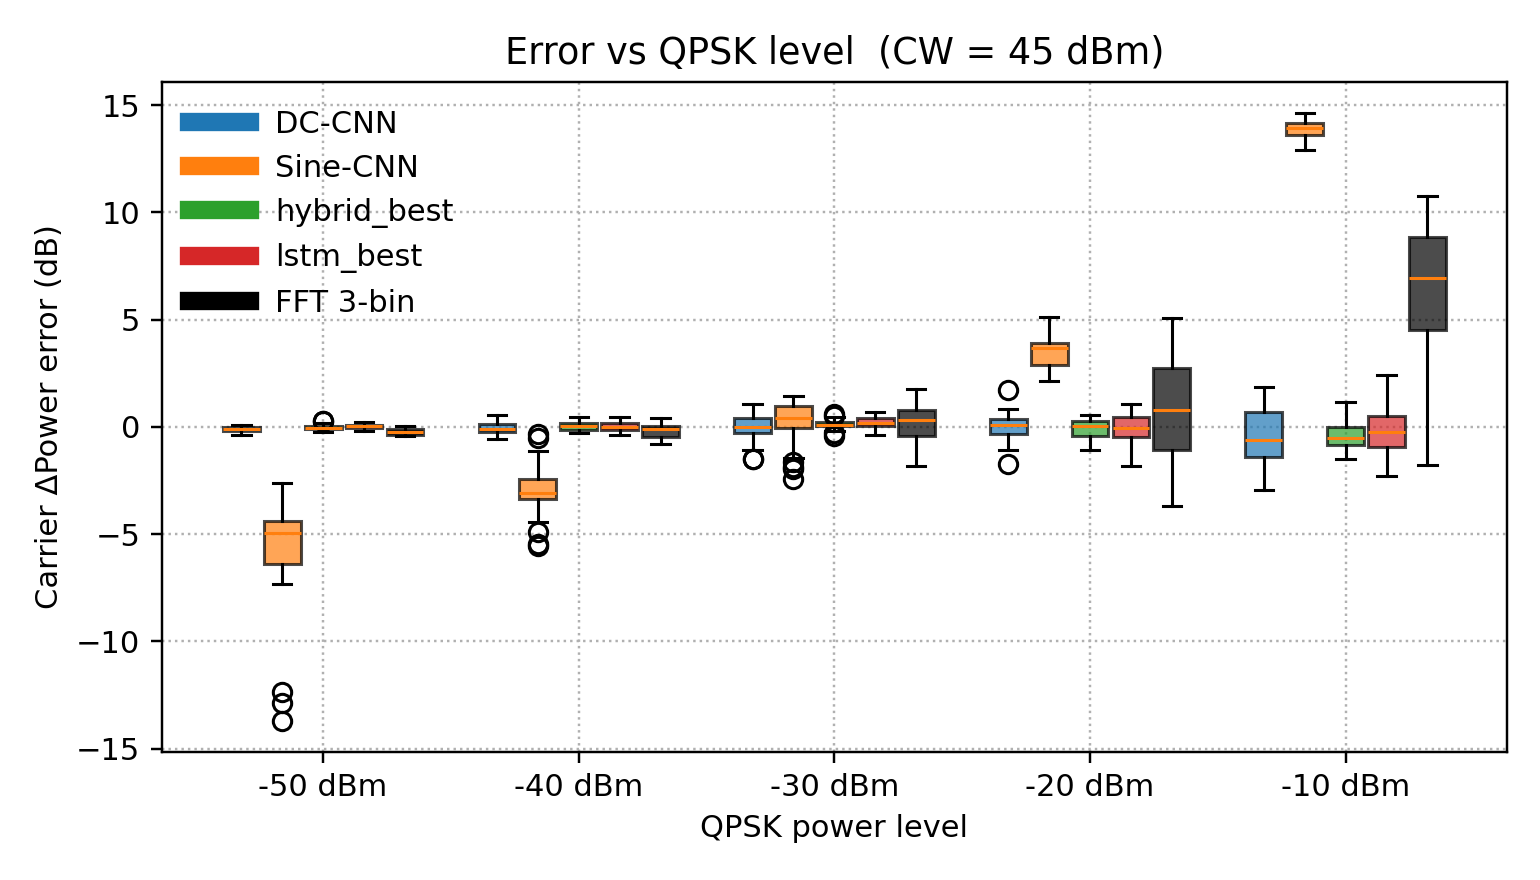 Error vs QPSK level  (CW = 45 dBm)
15
10
5
0
−5
−10
−15
Carrier ΔPower error (dB)
DC-CNN
Sine-CNN
hybrid_best
lstm_best
FFT 3-bin
-50 dBm
-40 dBm
-30 dBm
-20 dBm
-10 dBm
QPSK power level